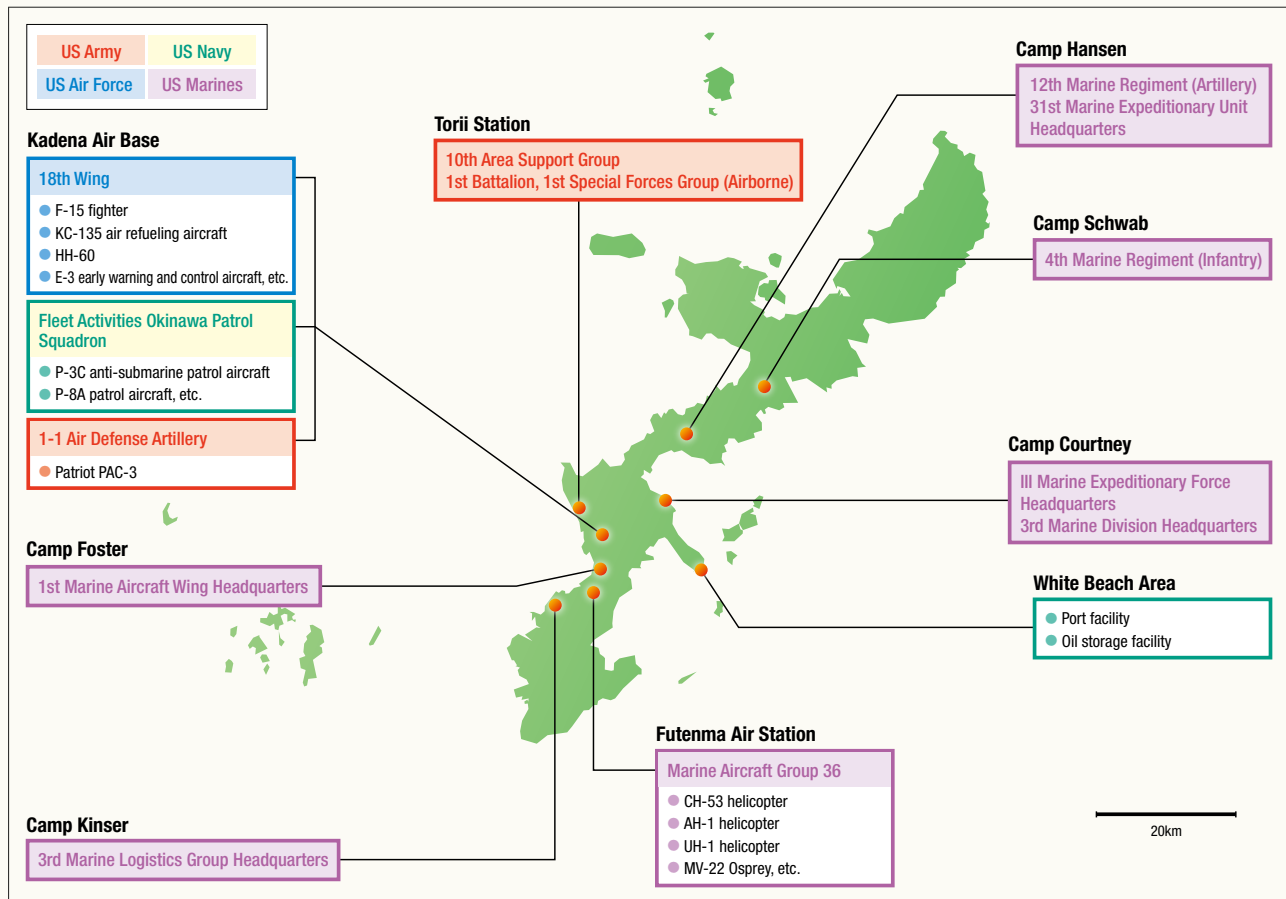 US Army
US Navy
US Air Force
US Marines
Kadena Air Base
18th Wing
F-15 fighter
KC-135 air refueling aircraft
HH-60
E-3 early warning and control aircraft, etc.
Fleet Activities Okinawa Patrol
Squadron
P-3C anti-submarine patrol aircraft
P-8A patrol aircraft, etc.
1-1 Air Defense Artillery
Patriot PAC-3
Torii Station
10th Area Support Group
1st Battalion, 1st Special Forces Group (Airborne)
Camp Hansen
12th Marine Regiment (Artillery)
31st Marine Expeditionary Unit
Headquarters
Camp Schwab
4th Marine Regiment (Infantry)
Camp Courtney
III Marine Expeditionary Force
Headquarters
3rd Marine Division Headquarters
White Beach Area
Port facility
Oil storage facility
Camp Foster
1st Marine Aircraft Wing Headquarters
Futenma Air Station
Marine Aircraft Group 36
CH-53 helicopter
AH-1 helicopter
UH-1 helicopter
MV-22 Osprey, etc.
Camp Kinser
3rd Marine Logistics Group Headquarters
20km